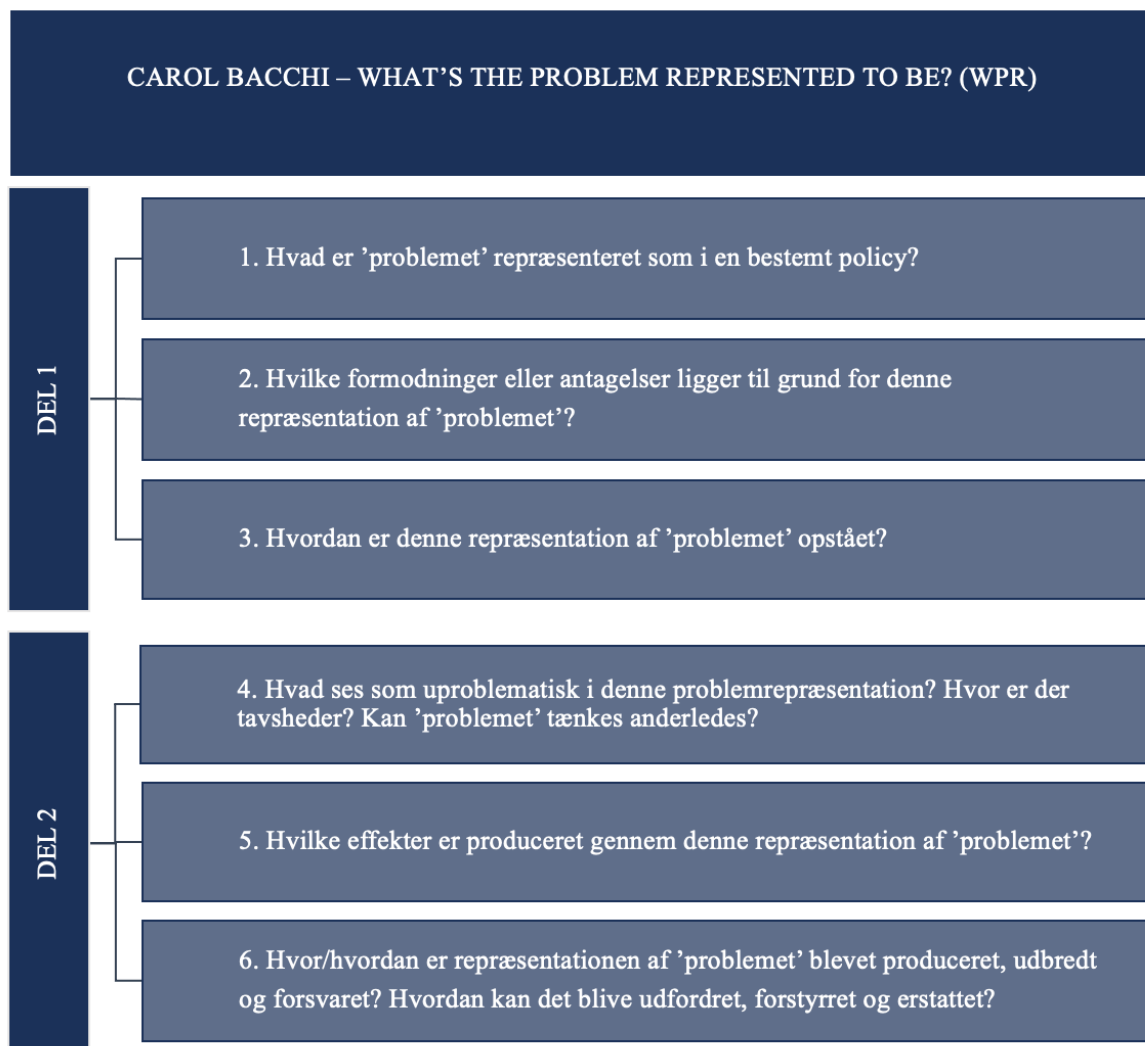 CAROL BACCHI – WHAT’S THE PROBLEM REPRESENTED TO BE? (WPR)
DEL 1
1. Hvad er ’problemet’ repræsenteret som i en bestemt policy?
2. Hvilke formodninger eller antagelser ligger til grund for denne
repræsentation af ’problemet’?
3. Hvordan er denne repræsentation af ’problemet’ opstået?
DEL 2
4. Hvad ses som uproblematisk i denne problemrepræsentation? Hvor er der
tavsheder? Kan ’problemet’ tænkes anderledes?
5. Hvilke effekter er produceret gennem denne repræsentation af ’problemet’?
6. Hvor/hvordan er repræsentationen af ’problemet’ blevet produceret, udbredt
og forsvaret? Hvordan kan det blive udfordret, forstyrret og erstattet?